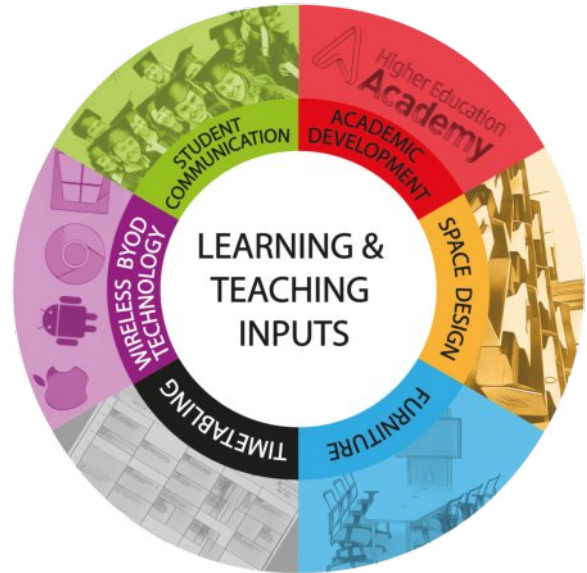 LEARNING &
TEACHING
INPUTS
ACADEMIC
DEVELOPMENT
Higher Education
Academy
SPACE DESIGN
FURNITURE
TIMETABLING
WIRELESS BYOD
TECHNOLOGY
STUDENT
COMMUNICATION